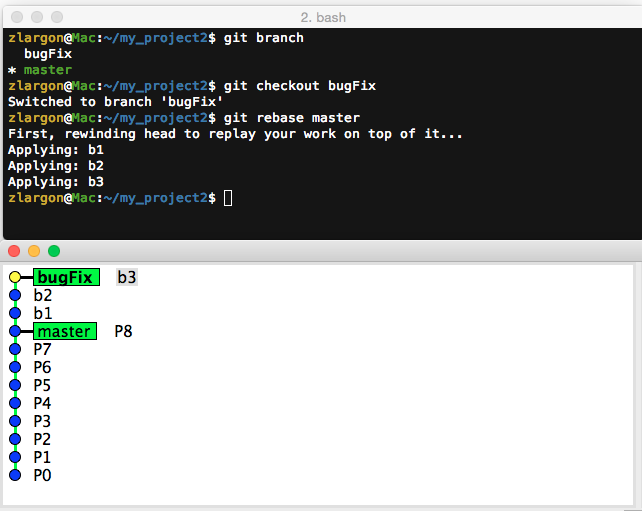 2. bash
zlargon@Mac:~/my_project2$ git branch
bugFix
* master
zlargon@Mac:~/my_project2$ git checkout bugFix
Switched to branch 'bugFix'
zlargon@Mac:~/my_project2$ git rebase master
First, rewinding head to replay your work on top of it...
Applying: b1
Applying: b2
Applying: b3
zlargon@Mac:~/my_project2$
bugFix b3
b2
b1
master P8
P7
P6
P5
P4
P3
P2
P1
P0